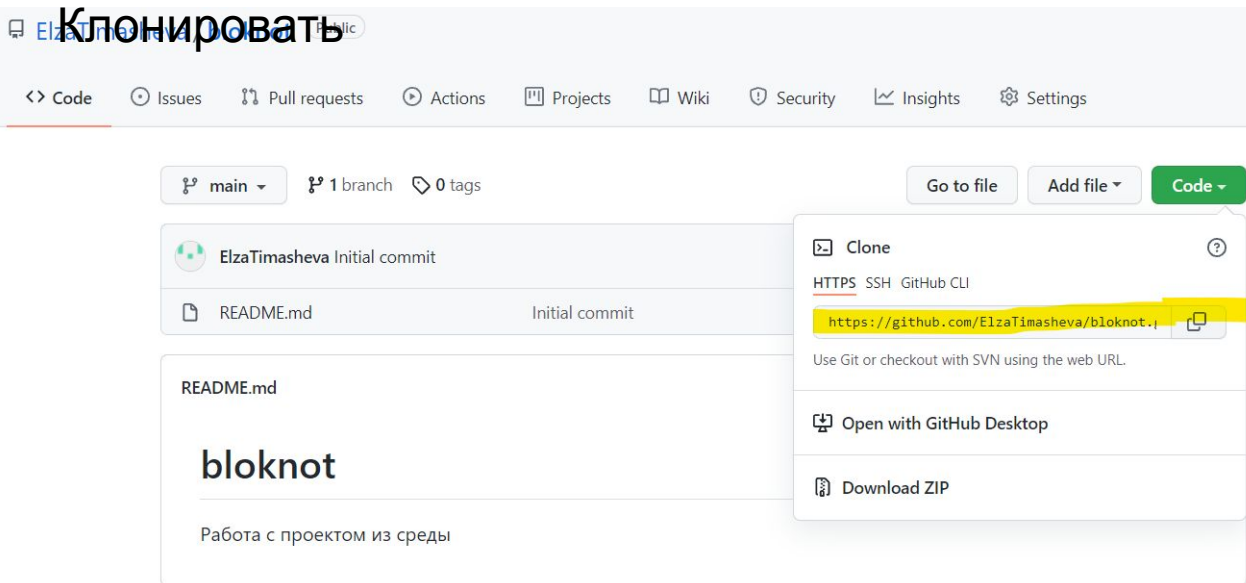 Клонировать
ElzaTimasheva / bloknot Public
Code Issues Pull requests Actions Projects Wiki Security Insights Settings
main 1 branch 0 tags Go to file Add file Code
ElzaTimasheva Initial commit
README.md Initial commit
Clone
HTTPS SSH GitHub CLI
https://github.com/ElzaTimasheva/bloknot.
Use Git or checkout with SVN using the web URL.
Open with GitHub Desktop
Download ZIP
README.md
bloknot
Работа с проектом из среды